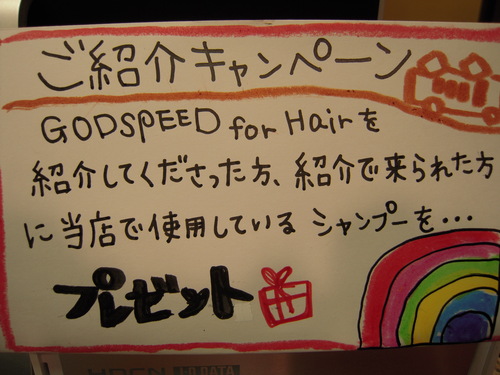 ご紹介キャンペーン
GODSPEED for Hairを
紹介してくださった方、紹介で来られた方
に当店で使用している シャンプーを・・・
プレゼント
I-O DATA